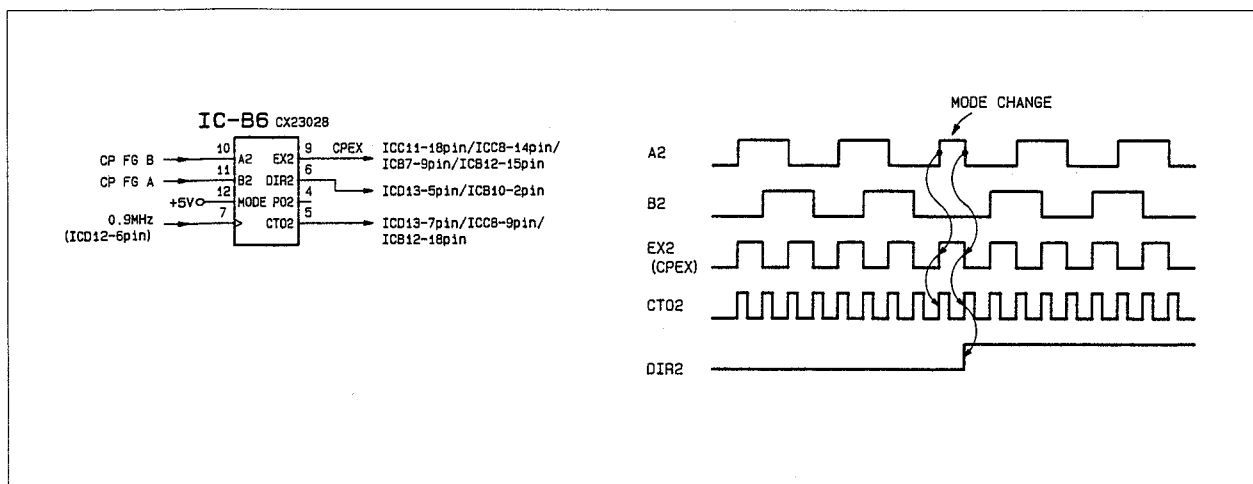 IC-B6 CX23028
10 9
CP FG B A2 EX2 CPEX ICC11-18pin/ICC8-14pin/
ICB7-9pin/ICB12-15pin
11 6
CP FG A B2 DIR2 ICD13-5pin/ICB10-2pin
12 4
+5V MODE PO2
7 5
0.9MHz CTO2 ICD13-7pin/ICC8-9pin/
(ICD12-6pin) ICB12-18pin
MODE CHANGE
A2
B2
EX2
(CPEX)
CTO2
DIR2